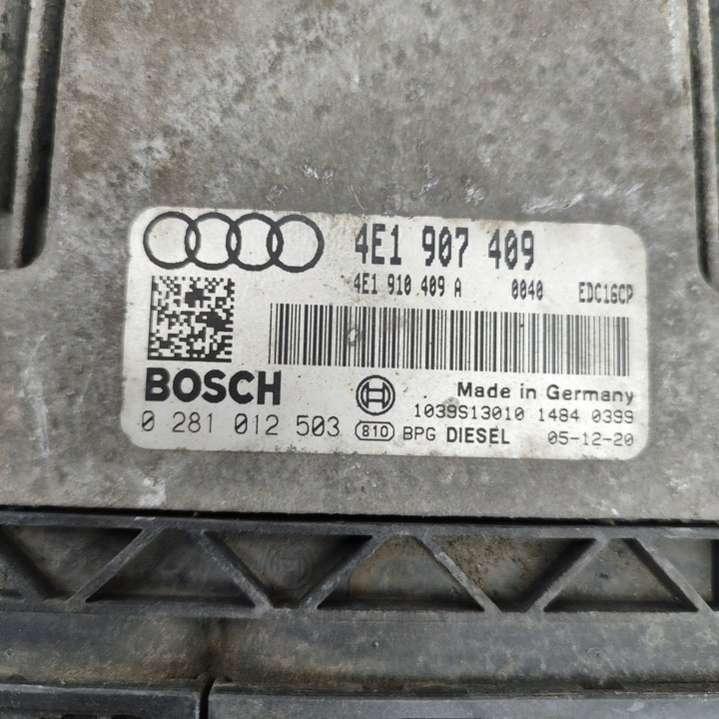 4E1 907 409
4E1 910 409 A 0040 EDC16CP
BOSCH Made in Germany
1039S13010 1484 0399
0 281 012 503 810 BPG DIESEL 05-12-20